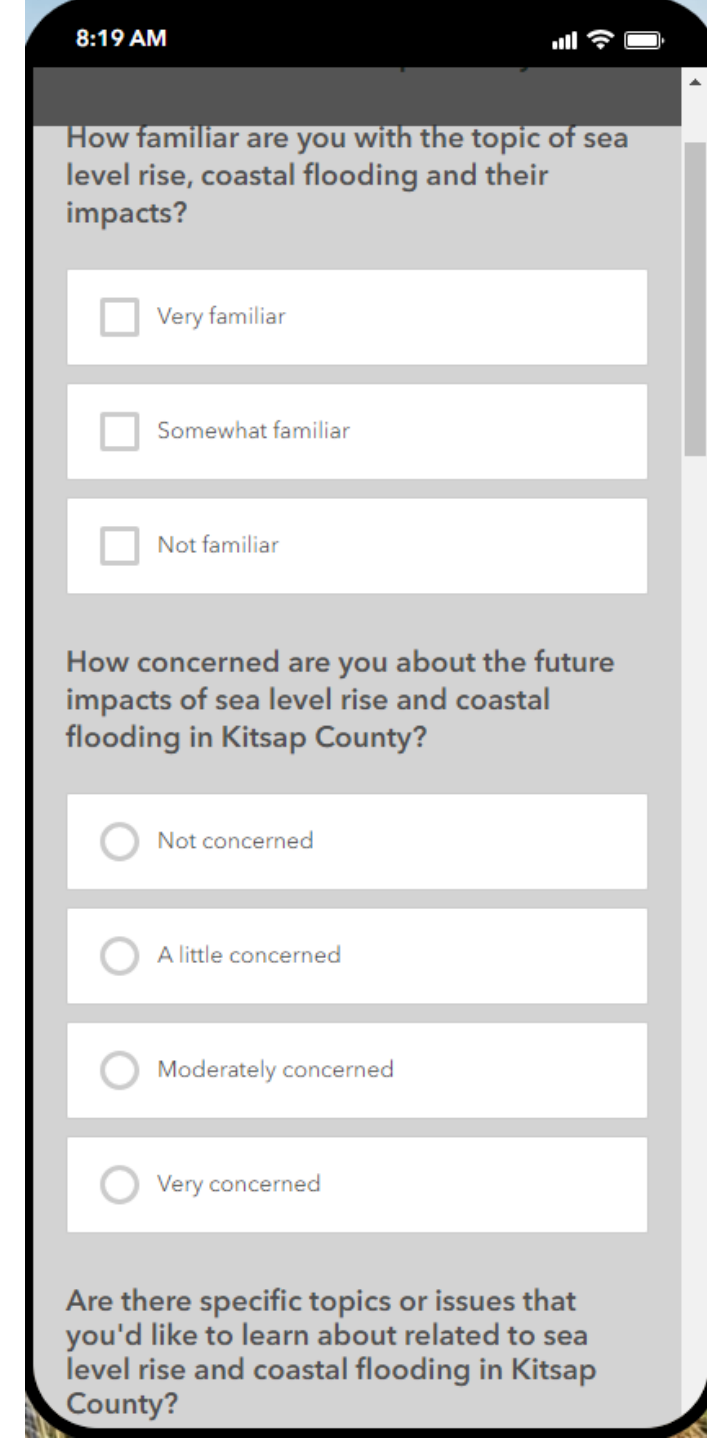 8:19 AM
How familiar are you with the topic of sea
level rise, coastal flooding and their
impacts?
Very familiar
Somewhat familiar
Not familiar
How concerned are you about the future
impacts of sea level rise and coastal
flooding in Kitsap County?
Not concerned
A little concerned
Moderately concerned
Very concerned
Are there specific topics or issues that
you'd like to learn about related to sea
level rise and coastal flooding in Kitsap
County?